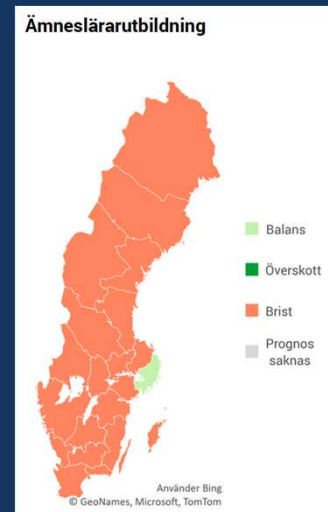 Ämneslärarutbildning
Balans
Överskott
Brist
Prognos
saknas
Använder Bing
© GeoNames, Microsoft, TomTom